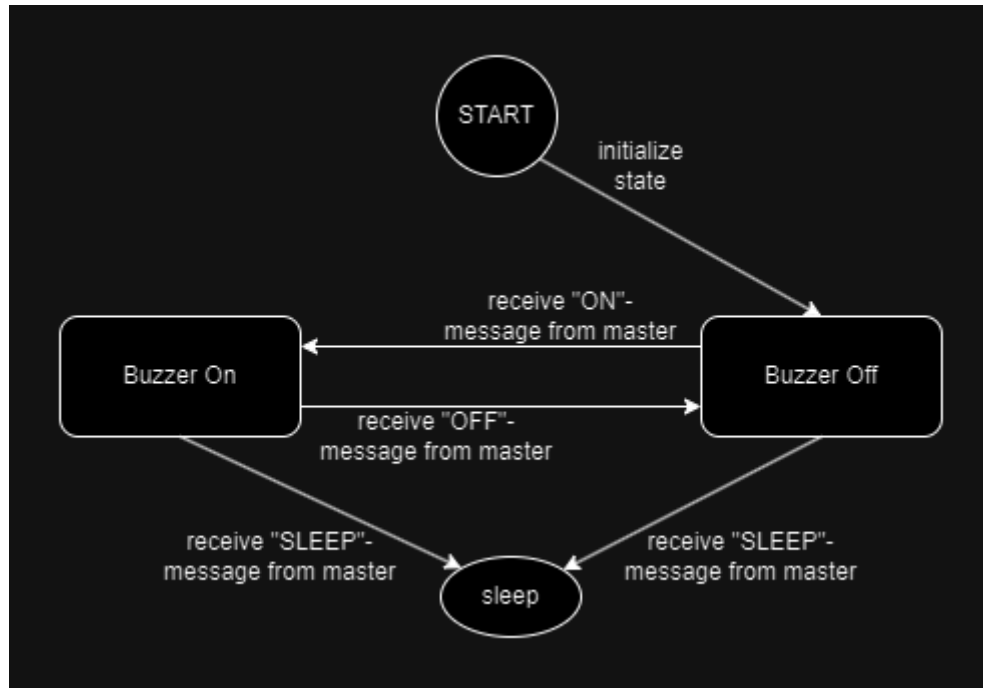 START
initialize
state
receive "ON"-
message from master
Buzzer On
Buzzer Off
receive "OFF"-
message from master
receive "SLEEP"-
message from master
receive "SLEEP"-
message from master
sleep